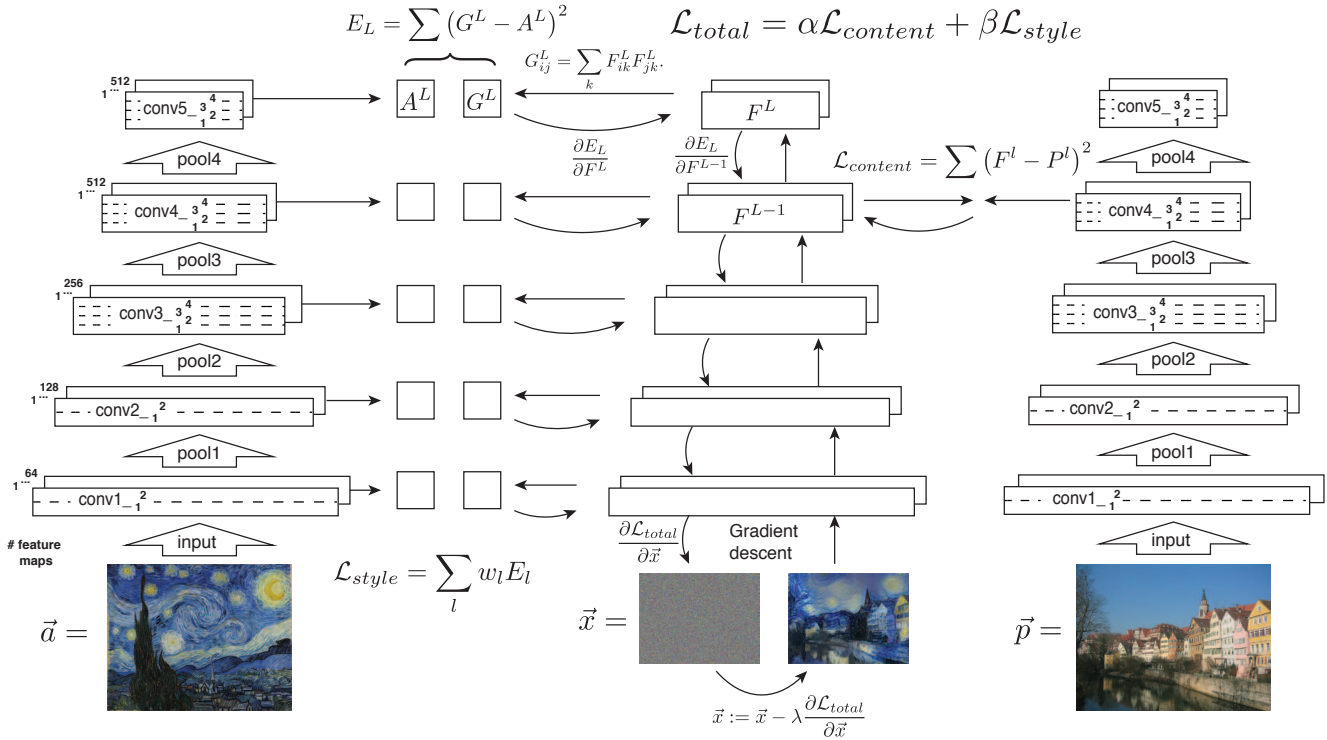 E_L = ∑ (G^L − A^L)^2
𝓛_total = α𝓛_content + β𝓛_style
G^L_ij = ∑_k F^L_ik F^L_jk.
1...512
conv5_ 1 2 3 4
A^L
G^L
F^L
conv5_ 1 2 3 4
∂E_L/∂F^L
∂E_L/∂F^{L−1}
𝓛_content = ∑ (F^l − P^l)^2
pool4
pool4
1...512
conv4_ 1 2 3 4
F^{L−1}
conv4_ 1 2 3 4
pool3
pool3
1...256
conv3_ 1 2 3 4
conv3_ 1 2 3 4
pool2
pool2
1...128
conv2_ 1 2
conv2_ 1 2
pool1
pool1
1...64
conv1_ 1 2
conv1_ 1 2
# feature
maps
input
∂𝓛_total/∂x⃗
Gradient
descent
input
𝓛_style = ∑_l w_l E_l
a⃗ =
x⃗ =
p⃗ =
x⃗ := x⃗ − λ ∂𝓛_total/∂x⃗